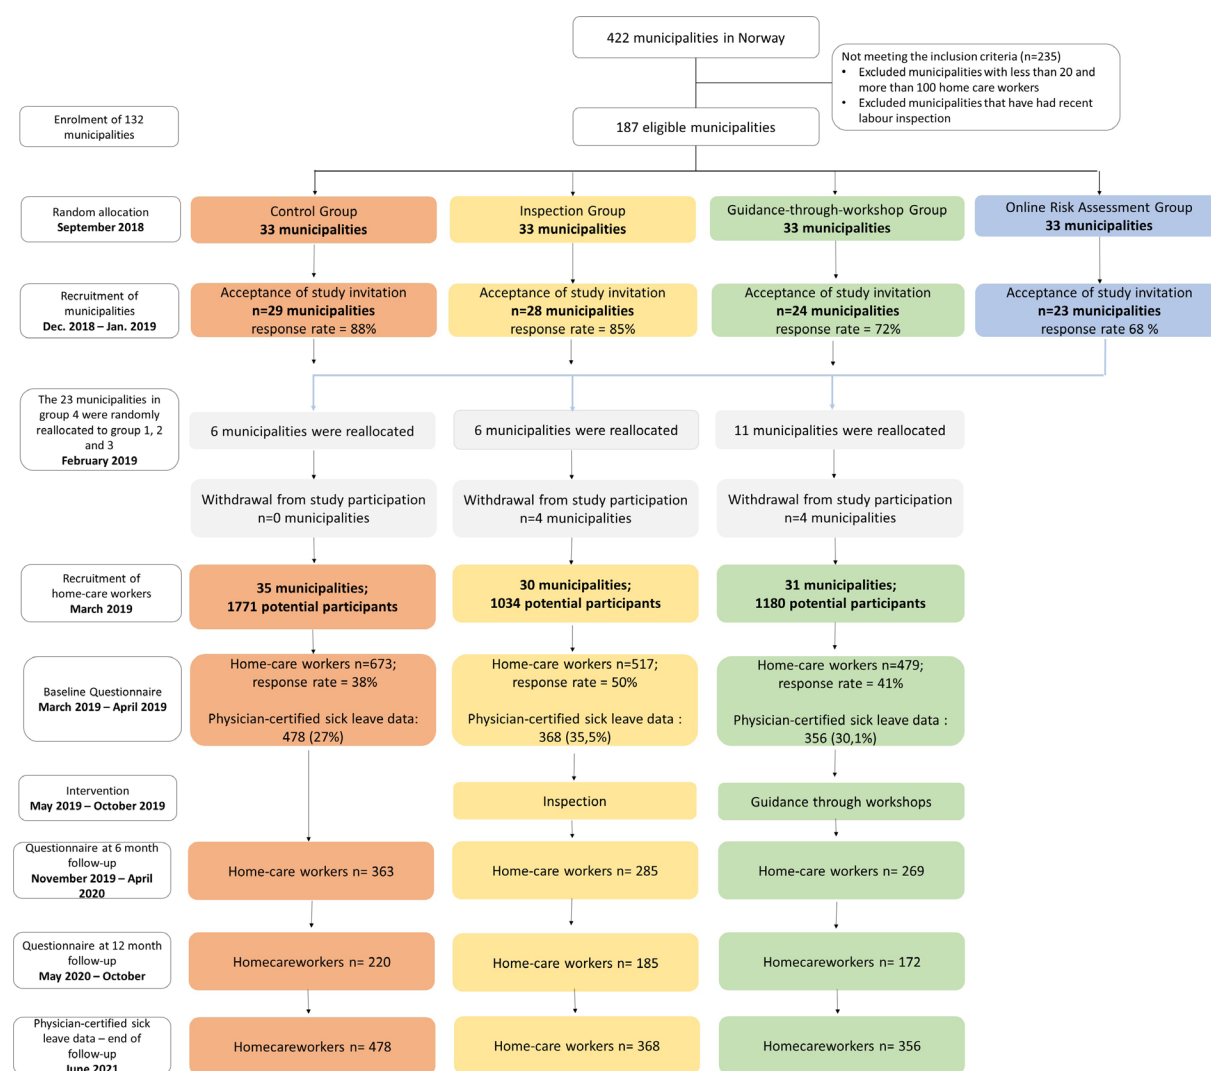 422 municipalities in Norway
Not meeting the inclusion criteria (n=235)
• Excluded municipalities with less than 20 and
more than 100 home care workers
• Excluded municipalities that have had recent
labour inspection
Enrolment of 132
municipalities
187 eligible municipalities
Random allocation
September 2018
Control Group
33 municipalities
Inspection Group
33 municipalities
Guidance-through-workshop Group
33 municipalities
Online Risk Assessment Group
33 municipalities
Recruitment of
municipalities
Dec. 2018 – Jan. 2019
Acceptance of study invitation
n=29 municipalities
response rate = 88%
Acceptance of study invitation
n=28 municipalities
response rate = 85%
Acceptance of study invitation
n=24 municipalities
response rate = 72%
Acceptance of study invitation
n=23 municipalities
response rate 68 %
The 23 municipalities in
group 4 were randomly
reallocated to group 1, 2
and 3
February 2019
6 municipalities were reallocated
6 municipalities were reallocated
11 municipalities were reallocated
Withdrawal from study participation
n=0 municipalities
Withdrawal from study participation
n=4 municipalities
Withdrawal from study participation
n=4 municipalities
Recruitment of
home-care workers
March 2019
35 municipalities;
1771 potential participants
30 municipalities;
1034 potential participants
31 municipalities;
1180 potential participants
Baseline Questionnaire
March 2019 – April 2019
Home-care workers n=673;
response rate = 38%
Physician-certified sick leave data:
478 (27%)
Home-care workers n=517;
response rate = 50%
Physician-certified sick leave data :
368 (35,5%)
Home-care workers n=479;
response rate = 41%
Physician-certified sick leave data :
356 (30,1%)
Intervention
May 2019 – October 2019
Inspection
Guidance through workshops
Questionnaire at 6 month
follow-up
November 2019 – April
2020
Home-care workers n= 363
Home-care workers n= 285
Home-care workers n= 269
Questionnaire at 12 month
follow-up
May 2020 – October
Homecareworkers n= 220
Home-care workers n= 185
Homecareworkers n= 172
Physician-certified sick
leave data – end of
follow-up
June 2021
Homecareworkers n= 478
Home-care workers n= 368
Homecareworkers n= 356